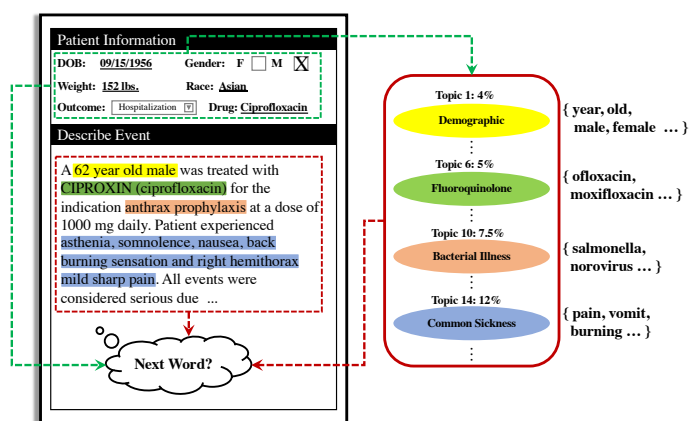 Patient Information
DOB: 09/15/1956 Gender: F M X
Weight: 152 lbs. Race: Asian
Outcome: Hospitalization Drug: Ciprofloxacin
Describe Event
A 62 year old male was treated with
CIPROXIN (ciprofloxacin) for the
indication anthrax prophylaxis at a dose of
1000 mg daily. Patient experienced
asthenia, somnolence, nausea, back
burning sensation and right hemithorax
mild sharp pain. All events were
considered serious due ...
Next Word?
Topic 1: 4%
Demographic
{ year, old,
male, female ... }
Topic 6: 5%
Fluoroquinolone
{ ofloxacin,
moxifloxacin ... }
Topic 10: 7.5%
Bacterial Illness
{ salmonella,
norovirus ... }
Topic 14: 12%
Common Sickness
{ pain, vomit,
burning ... }